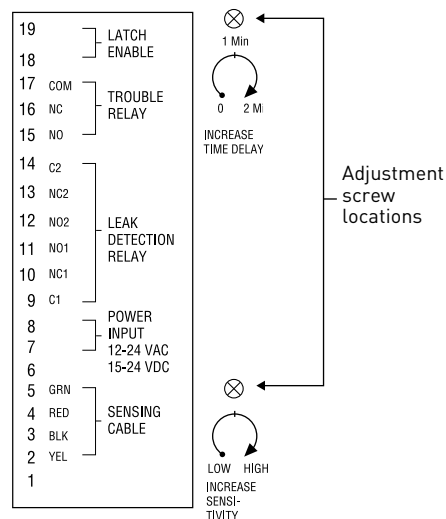 19
LATCH
ENABLE
18
17 COM
16 NC
TROUBLE
RELAY
15 NO
14 C2
13 NC2
12 NO2
11 NO1
10 NC1
9 C1
LEAK
DETECTION
RELAY
8
7
POWER
INPUT
12-24 VAC
15-24 VDC
6
5 GRN
4 RED
3 BLK
2 YEL
SENSING
CABLE
1
1 Min
0 2 Mi
INCREASE
TIME DELAY
Adjustment
screw
locations
LOW HIGH
INCREASE
SENSI-
TIVITY